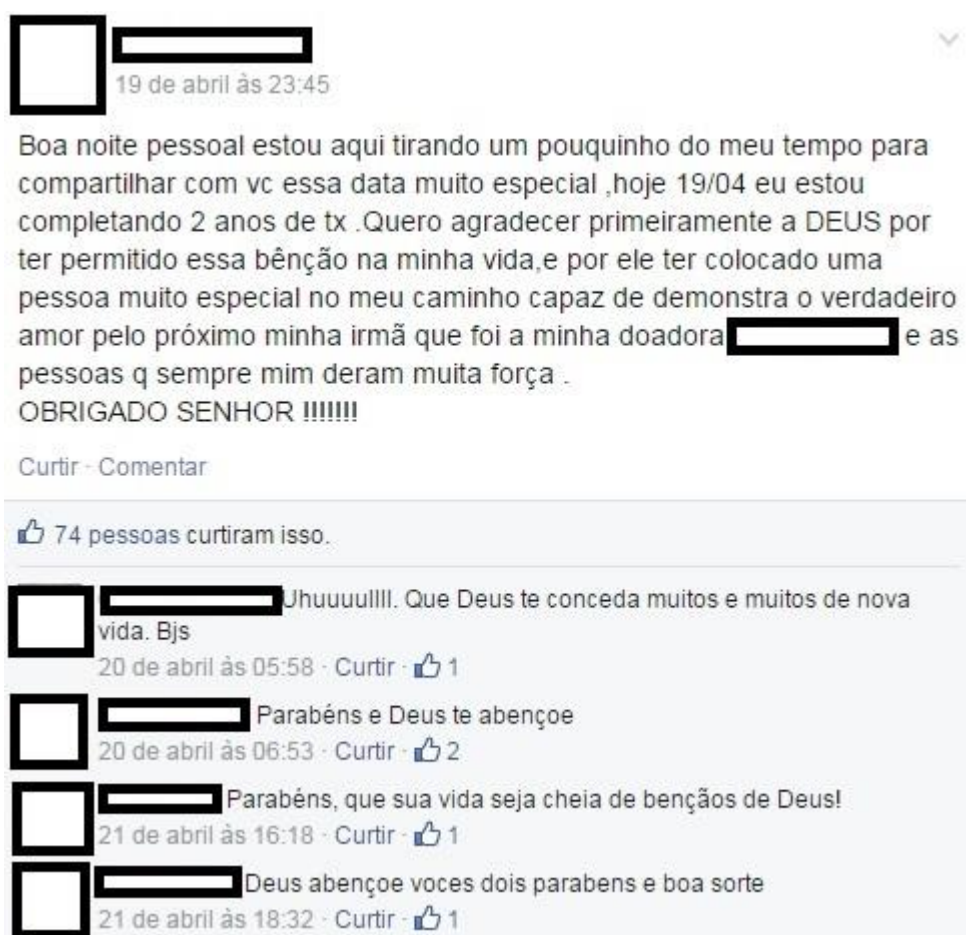 19 de abril às 23:45
Boa noite pessoal estou aqui tirando um pouquinho do meu tempo para
compartilhar com vc essa data muito especial ,hoje 19/04 eu estou
completando 2 anos de tx .Quero agradecer primeiramente a DEUS por
ter permitido essa bênção na minha vida,e por ele ter colocado uma
pessoa muito especial no meu caminho capaz de demonstra o verdadeiro
amor pelo próximo minha irmã que foi a minha doadora e as
pessoas q sempre mim deram muita força .
OBRIGADO SENHOR !!!!!!!
Curtir · Comentar
74 pessoas curtiram isso.
Uhuuuullll. Que Deus te conceda muitos e muitos de nova
vida. Bjs
20 de abril às 05:58 · Curtir · 1
Parabéns e Deus te abençoe
20 de abril às 06:53 · Curtir · 2
Parabéns, que sua vida seja cheia de bençãos de Deus!
21 de abril às 16:18 · Curtir · 1
Deus abençoe voces dois parabens e boa sorte
21 de abril às 18:32 · Curtir · 1